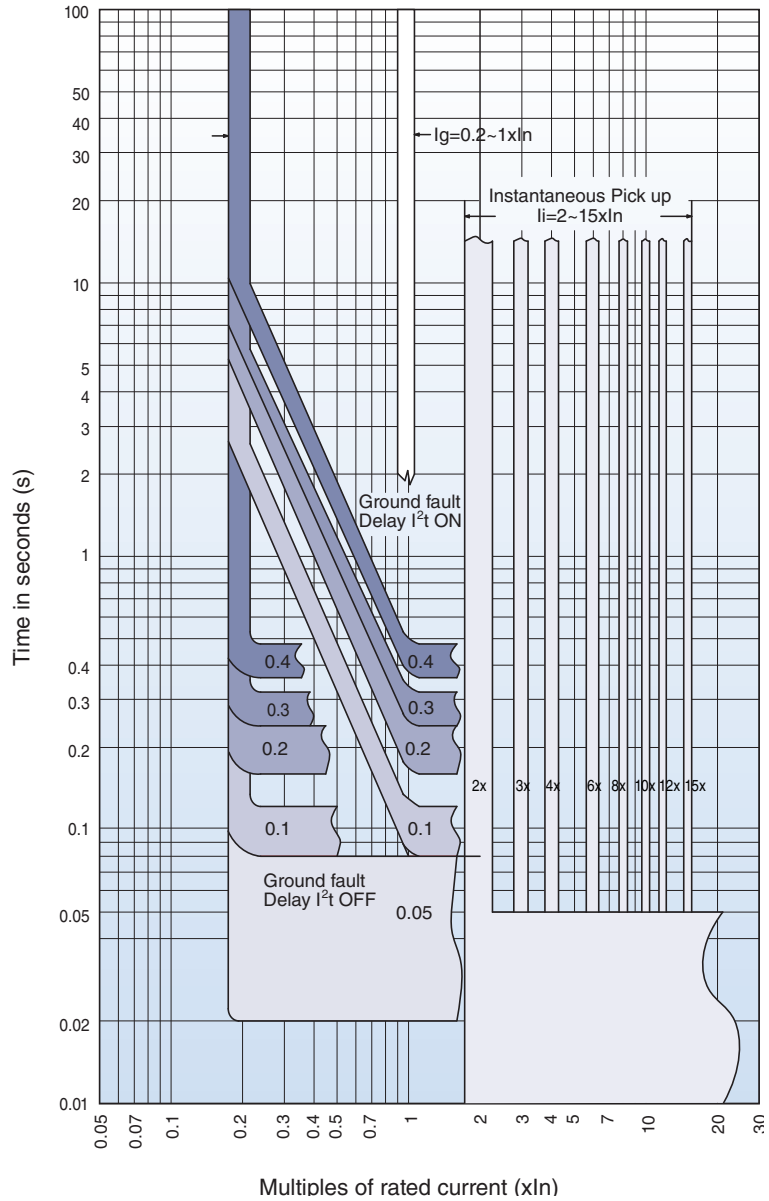 100
50
40
30
20
10
5
4
3
2
1
0.4
0.3
0.2
0.1
0.05
0.02
0.01
Time in seconds (s)
Ig=0.2~1xIn
Instantaneous Pick up
Ii=2~15xIn
Ground fault
Delay I²t ON
0.4
0.4
0.3
0.3
0.2
0.2
0.1
0.1
2x
3x
4x
6x
8x
10x
12x
15x
Ground fault
Delay I²t OFF
0.05
0.05
0.07
0.1
0.2
0.3
0.4
0.5
0.7
1
2
3
4
5
7
10
20
30
Multiples of rated current (xIn)